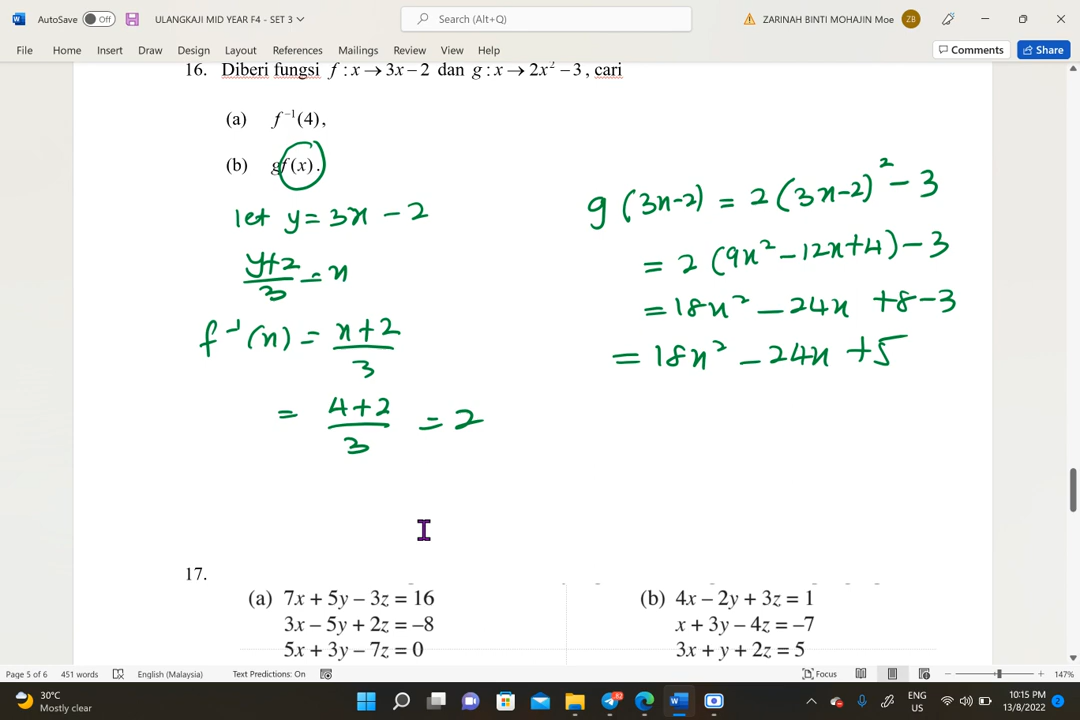 AutoSave Off ULANGKAJI MID YEAR F4 - SET 3 Search (Alt+Q) ZARINAH BINTI MOHAJIN Moe ZB
File Home Insert Draw Design Layout References Mailings Review View Help Comments Share
16. Diberi fungsi f : x → 3x – 2 dan g : x → 2x² – 3, cari
(a) f⁻¹(4),
(b) gf(x).
let y = 3x - 2
y+2/3 = x
f⁻¹(x) = x+2/3
= 4+2/3 = 2
g(3x-2) = 2(3x-2)² - 3
= 2(9x² - 12x + 4) - 3
= 18x² - 24x + 8 - 3
= 18x² - 24x + 5
17.
(a) 7x + 5y – 3z = 16
3x – 5y + 2z = –8
5x + 3y – 7z = 0
(b) 4x – 2y + 3z = 1
x + 3y – 4z = –7
3x + y + 2z = 5
Page 5 of 6 451 words English (Malaysia) Text Predictions: On Focus 147%
30°C
Mostly clear
ENG
US
10:15 PM
13/8/2022